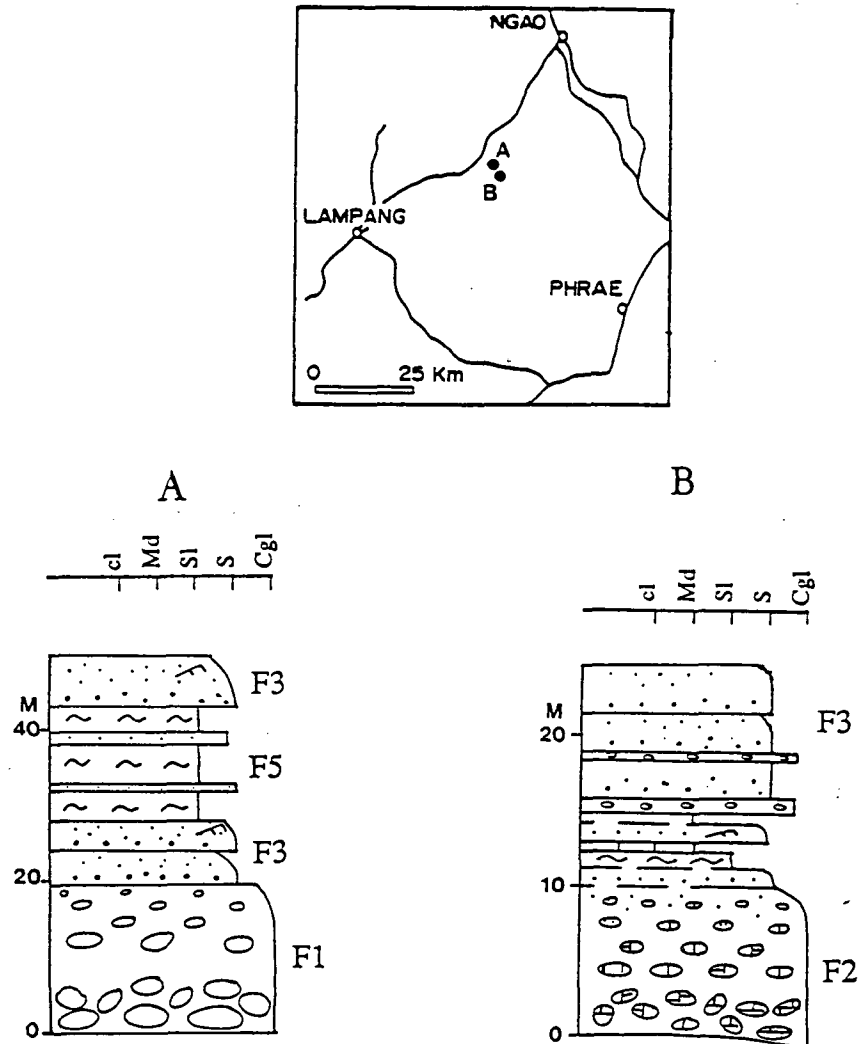 NGAO
A
B
LAMPANG
PHRAE
0 25 Km
A
B
cl Md Sl S Cgl
cl Md Sl S Cgl
M
40
20
0
F3
F5
F3
F1
M
20
10
0
F3
F2